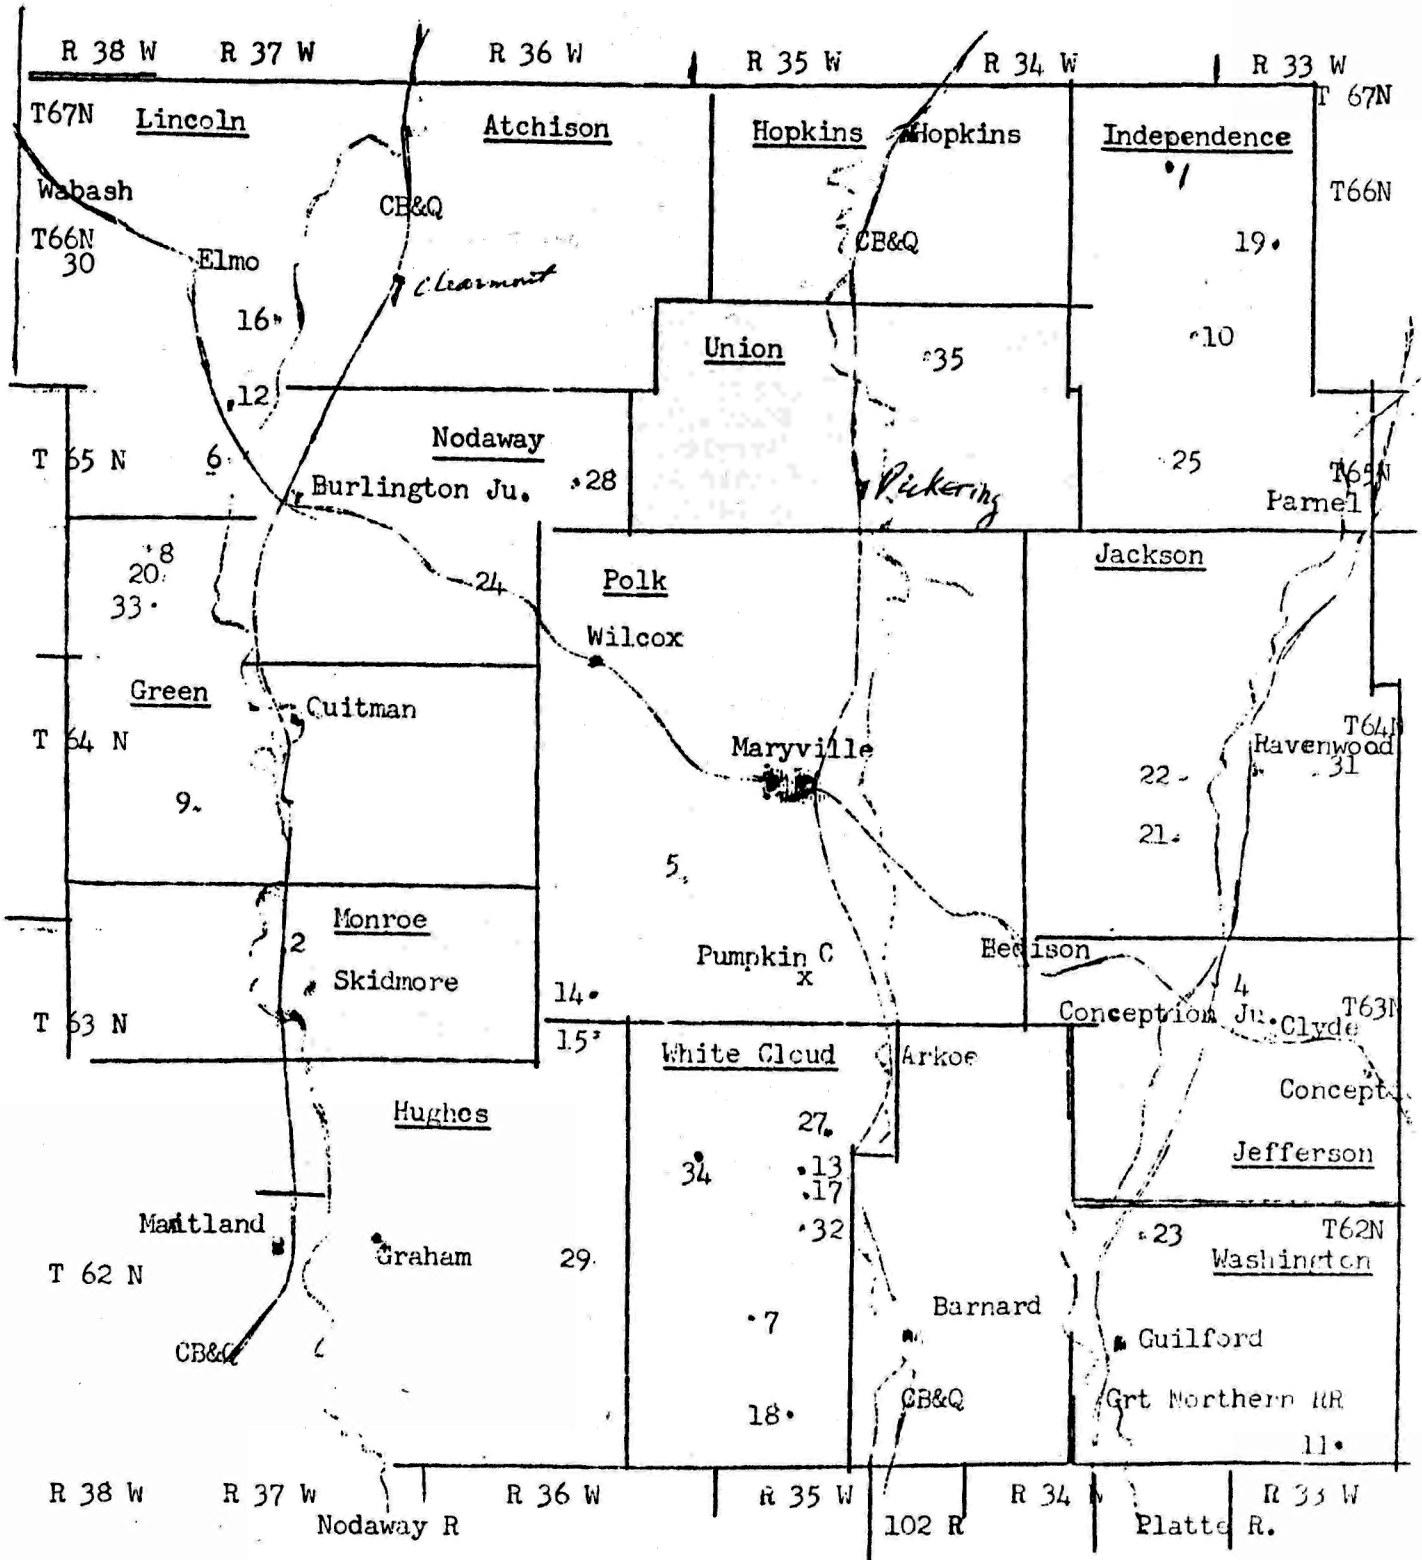 R 38 W R 37 W R 36 W R 35 W R 34 W R 33 W
T67N Lincoln Atchison Hopkins Hopkins Independence T 67N
1
Wabash CB&Q T66N
T66N CB&Q 19
30 Elmo
Clearmont
16 10
Union 35
12
Nodaway
T 65 N 6 25 T65N
Burlington Ju. 28 Pickering Parnel
8 Jackson
20 24 Polk
33
Wilcox
Green Quitman
T 64 N Maryville T64N
Ravenwood
22 31
9
21
5
Monroe
2 Pumpkin C Bedison
Skidmore x
14 4
T 63 N Conception Ju. Clyde T63N
15
White Cloud Arkoe
Concept
Hughes
27
Jefferson
34 13
17
Maitland 32 23 T62N
Graham 29 Washington
T 62 N
Barnard
7
Guilford
CB&Q
CB&Q Grt Northern RR
18
11
R 38 W R 37 W R 36 W R 35 W R 34 W R 33 W
Nodaway R 102 R Platte R.